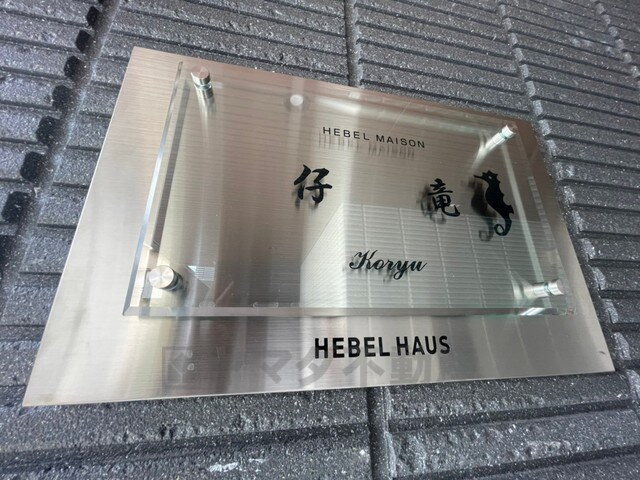 HEBEL MAISON
仔 竜
Koryu
HEBEL HAUS